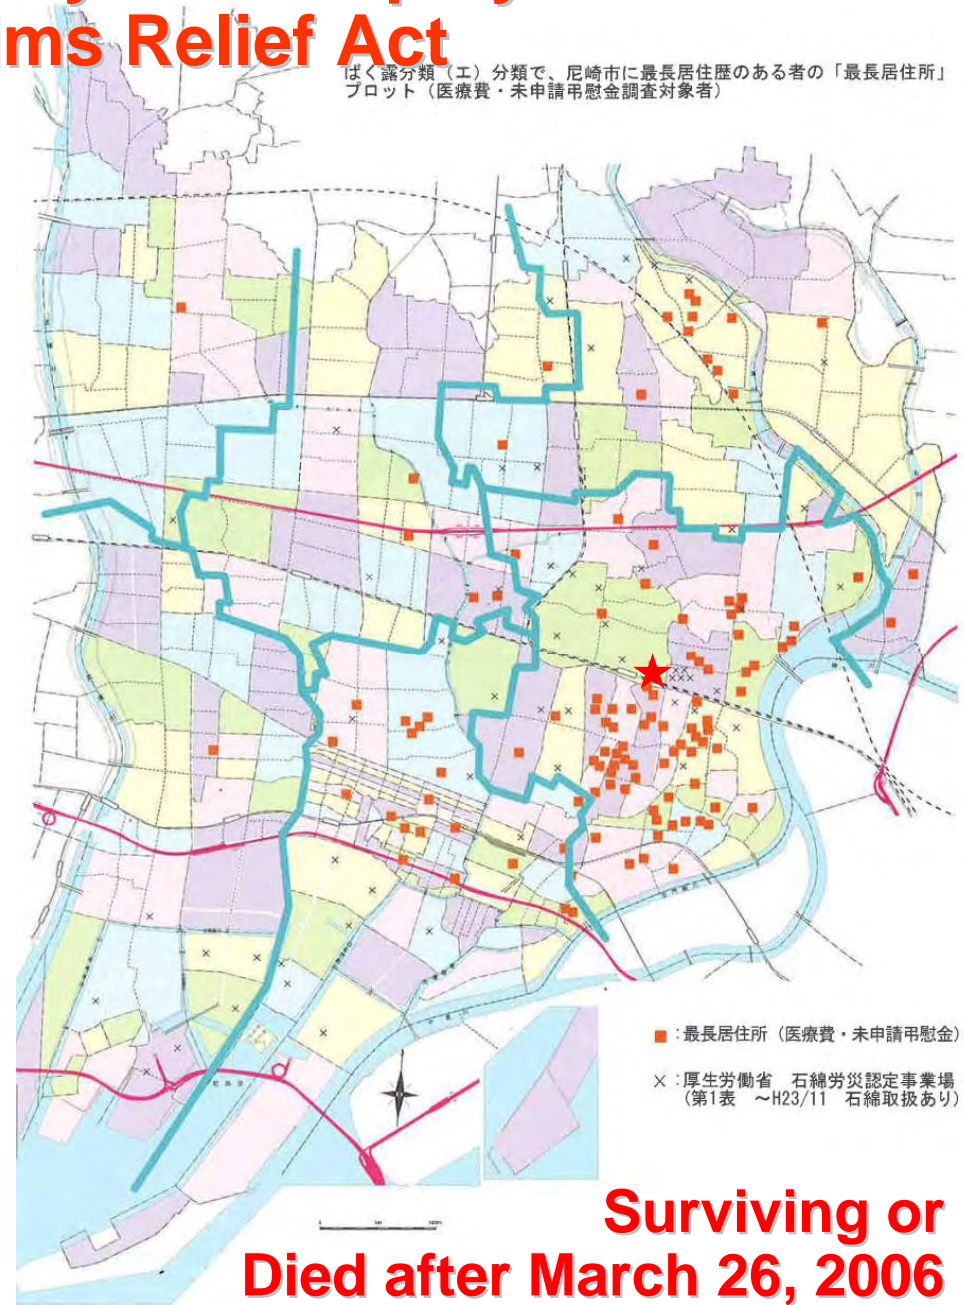 ms Relief Act
ばく露分類（エ）分類で、尼崎市に最長居住歴のある者の「最長居住所」
プロット（医療費・未申請弔慰金調査対象者）
■：最長居住所（医療費・未申請弔慰金）
×：厚生労働省　石綿労災認定事業場
（第1表　～H23/11　石綿取扱あり）
Surviving or
Died after March 26, 2006